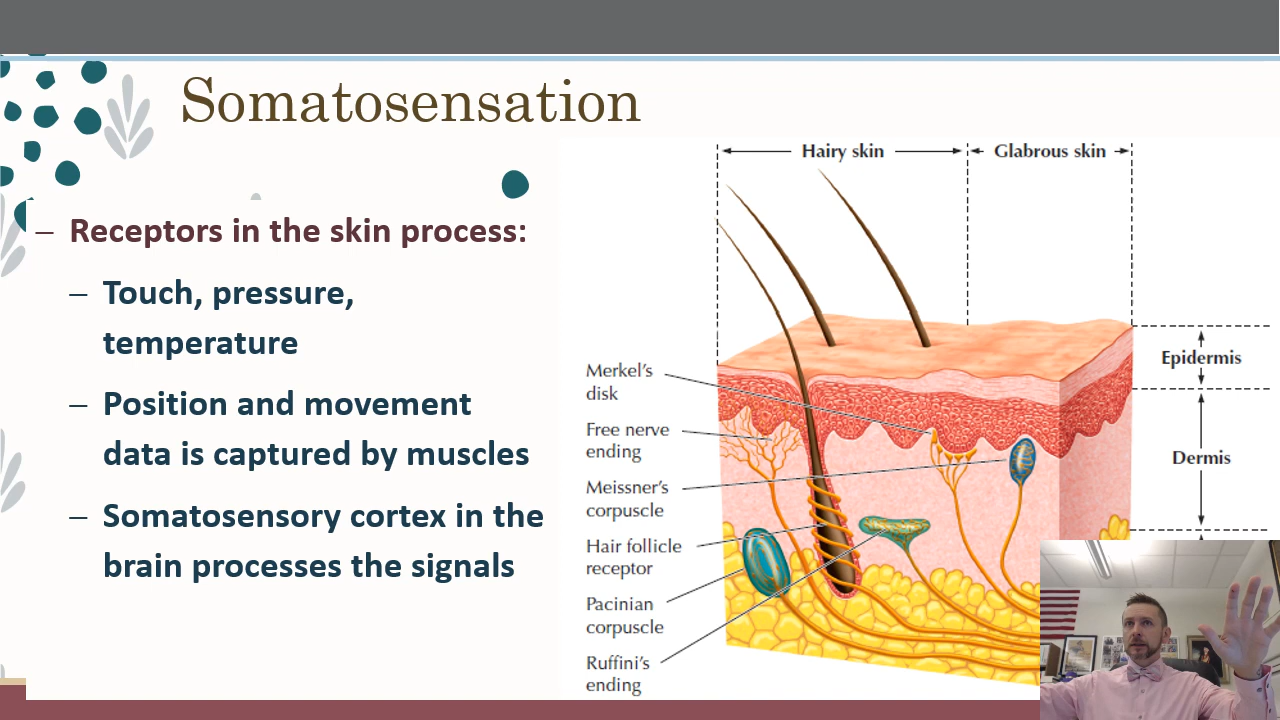 Somatosensation
– Receptors in the skin process:
– Touch, pressure,
temperature
– Position and movement
data is captured by muscles
– Somatosensory cortex in the
brain processes the signals
Hairy skin
Glabrous skin
Epidermis
Dermis
Merkel's
disk
Free nerve
ending
Meissner's
corpuscle
Hair follicle
receptor
Pacinian
corpuscle
Ruffini's
ending